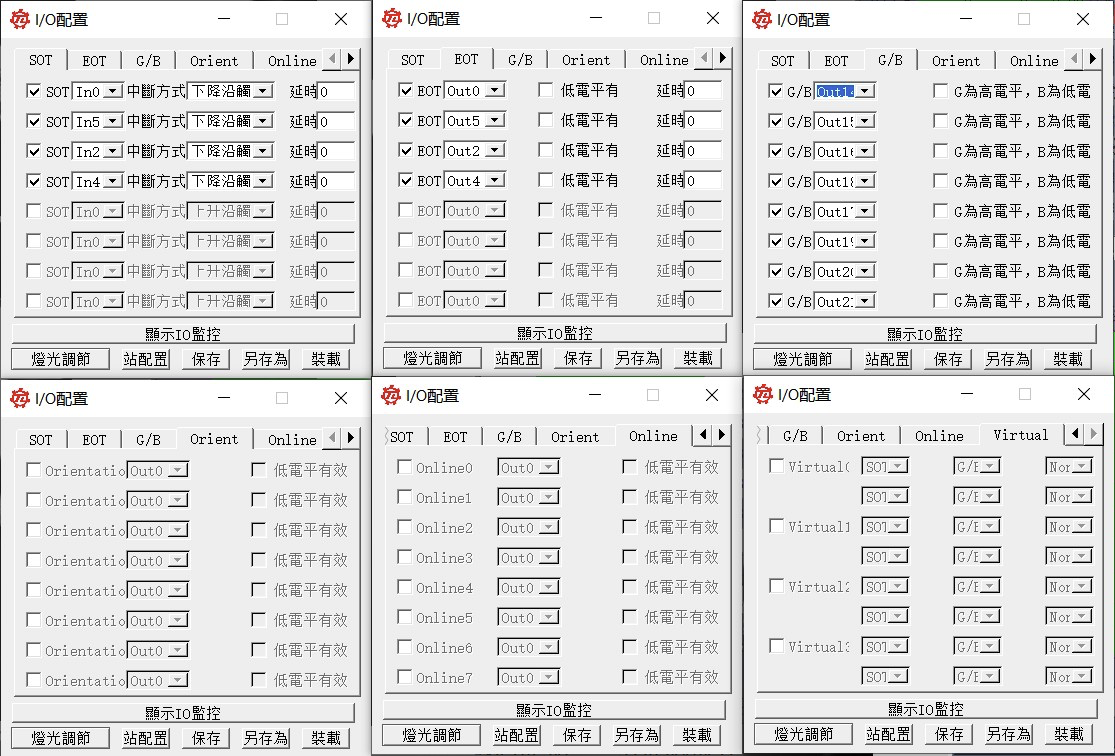 I/O配置
SOT EOT G/B Orient Online
SOT In0 中斷方式 下降沿觸 延時 0
SOT In5 中斷方式 下降沿觸 延時 0
SOT In2 中斷方式 下降沿觸 延時 0
SOT In4 中斷方式 下降沿觸 延時 0
SOT In0 中斷方式 上升沿觸 延時 0
SOT In0 中斷方式 上升沿觸 延時 0
SOT In0 中斷方式 上升沿觸 延時 0
SOT In0 中斷方式 上升沿觸 延時 0
顯示IO監控
燈光調節 站配置 保存 另存為 裝載
I/O配置
SOT EOT G/B Orient Online
EOT Out0 低電平有 延時 0
EOT Out5 低電平有 延時 0
EOT Out2 低電平有 延時 0
EOT Out4 低電平有 延時 0
EOT Out0 低電平有 延時 0
EOT Out0 低電平有 延時 0
EOT Out0 低電平有 延時 0
EOT Out0 低電平有 延時 0
顯示IO監控
燈光調節 站配置 保存 另存為 裝載
I/O配置
SOT EOT G/B Orient Online
G/B Out14 G為高電平，B為低電
G/B Out15 G為高電平，B為低電
G/B Out16 G為高電平，B為低電
G/B Out18 G為高電平，B為低電
G/B Out17 G為高電平，B為低電
G/B Out19 G為高電平，B為低電
G/B Out20 G為高電平，B為低電
G/B Out2 G為高電平，B為低電
顯示IO監控
燈光調節 站配置 保存 另存為 裝載
I/O配置
SOT EOT G/B Orient Online
Orientatio Out0 低電平有效
Orientatio Out0 低電平有效
Orientatio Out0 低電平有效
Orientatio Out0 低電平有效
Orientatio Out0 低電平有效
Orientatio Out0 低電平有效
Orientatio Out0 低電平有效
Orientatio Out0 低電平有效
顯示IO監控
燈光調節 站配置 保存 另存為 裝載
I/O配置
SOT EOT G/B Orient Online
Online0 Out0 低電平有效
Online1 Out0 低電平有效
Online2 Out0 低電平有效
Online3 Out0 低電平有效
Online4 Out0 低電平有效
Online5 Out0 低電平有效
Online6 Out0 低電平有效
Online7 Out0 低電平有效
顯示IO監控
燈光調節 站配置 保存 另存為 裝載
I/O配置
G/B Orient Online Virtual
Virtual0 SOT G/B Nor
SOT G/B Nor
Virtual1 SOT G/B Nor
SOT G/B Nor
Virtual2 SOT G/B Nor
SOT G/B Nor
Virtual3 SOT G/B Nor
SOT G/B Nor
顯示IO監控
燈光調節 站配置 保存 另存為 裝載